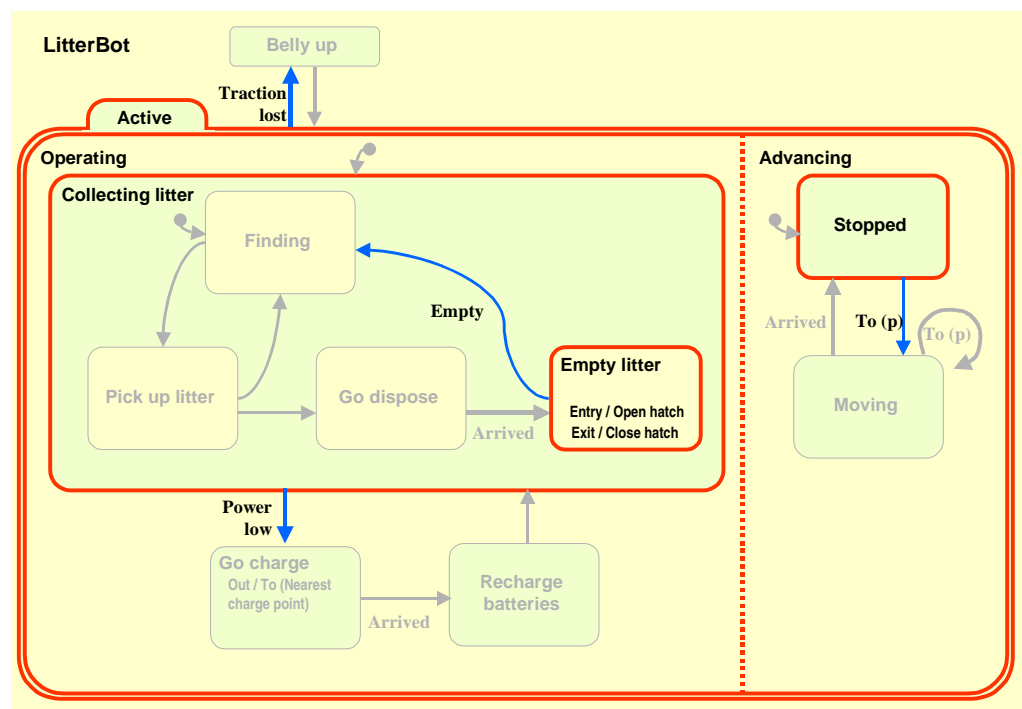 LitterBot
Belly up
Traction
lost
Active
Operating
Advancing
Collecting litter
Finding
Stopped
Empty
Arrived
To (p)
To (p)
Pick up litter
Go dispose
Empty litter
Entry / Open hatch
Exit / Close hatch
Arrived
Moving
Power
low
Go charge
Out / To (Nearest
charge point)
Arrived
Recharge
batteries